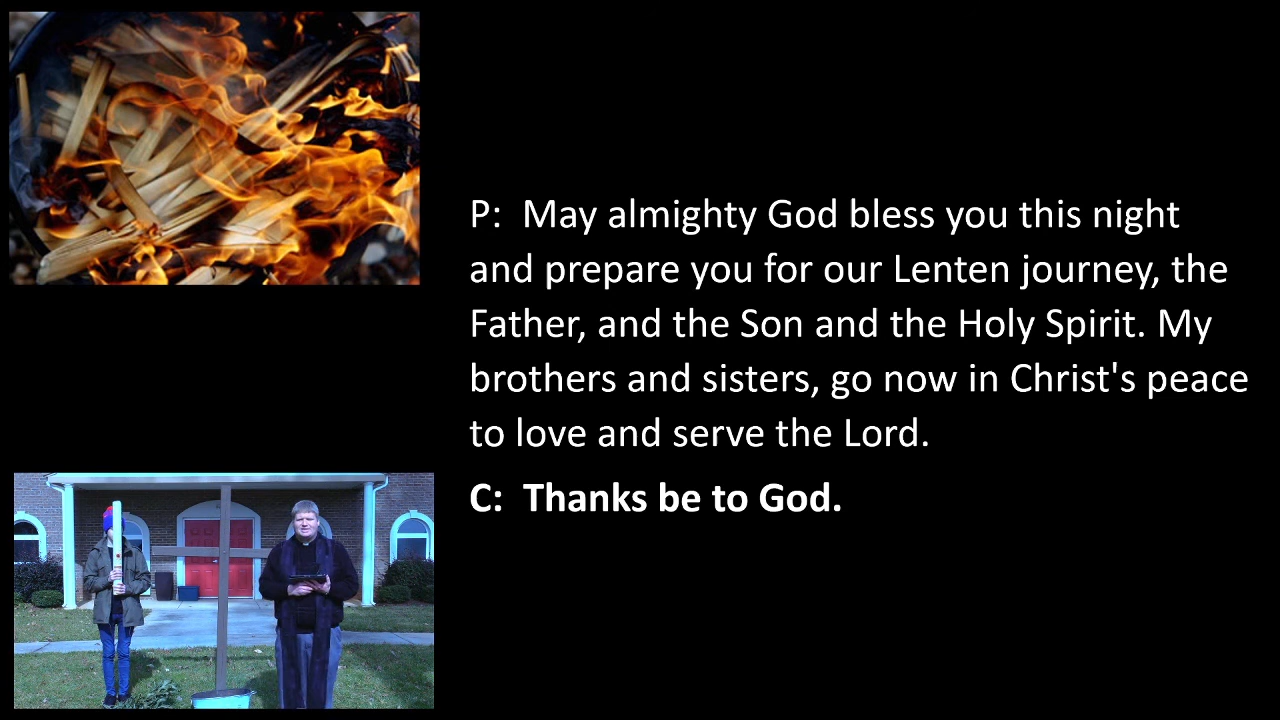 P:  May almighty God bless you this night
and prepare you for our Lenten journey, the
Father, and the Son and the Holy Spirit. My
brothers and sisters, go now in Christ's peace
to love and serve the Lord.
C:  Thanks be to God.